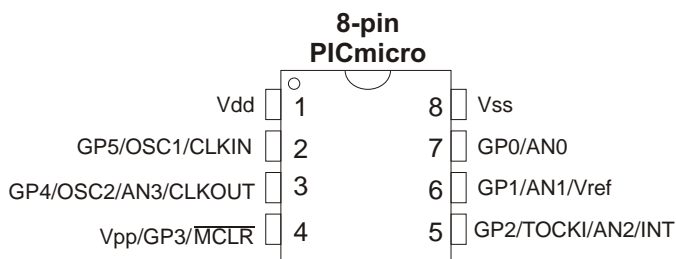 8-pin
PICmicro
Vdd 1 8 Vss
GP5/OSC1/CLKIN 2 7 GP0/AN0
GP4/OSC2/AN3/CLKOUT 3 6 GP1/AN1/Vref
Vpp/GP3/MCLR 4 5 GP2/TOCKI/AN2/INT